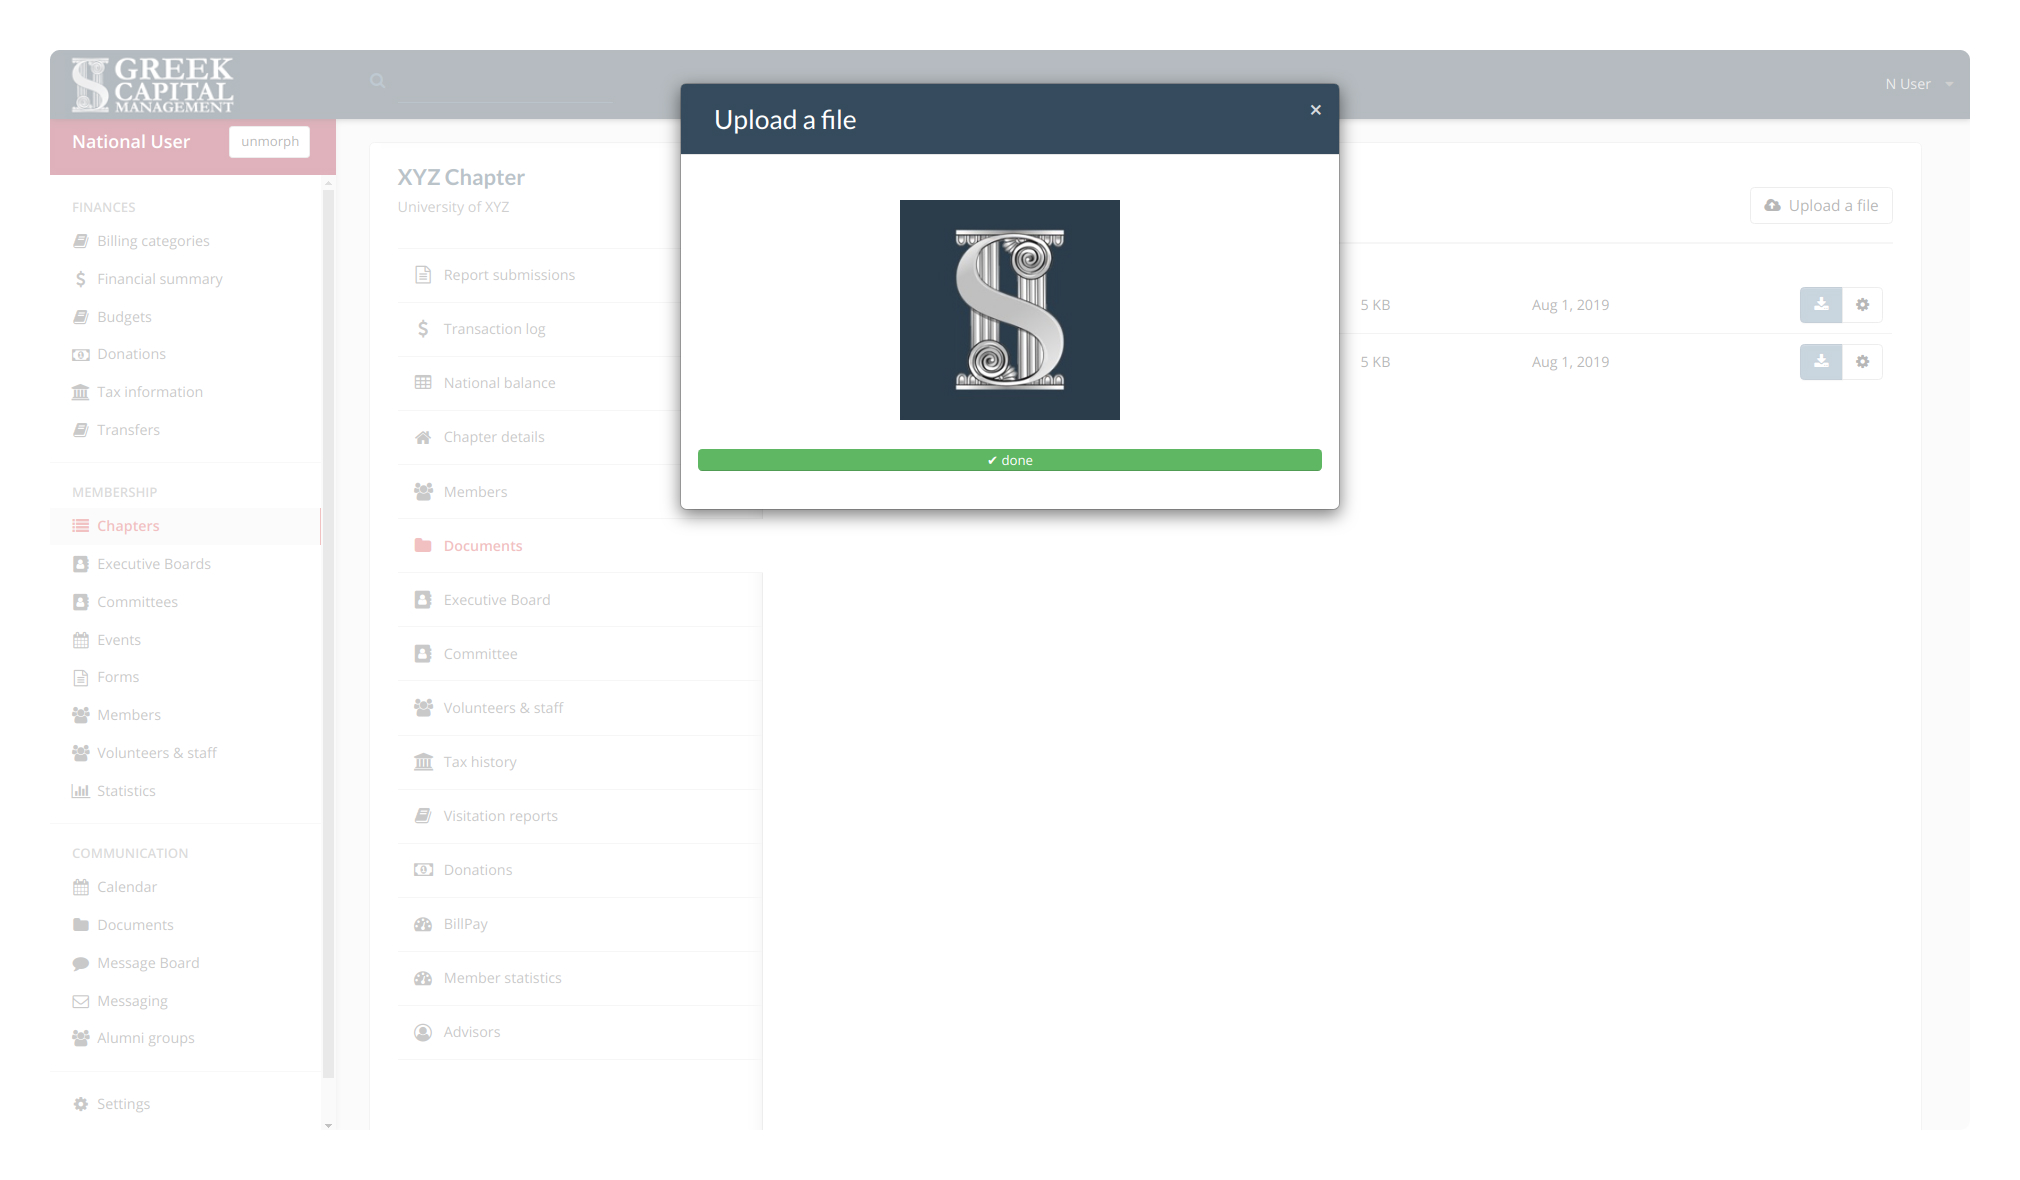 GREEK
CAPITAL
MANAGEMENT
N User
National User
unmorph
FINANCES
Billing categories
Financial summary
Budgets
Donations
Tax information
Transfers
MEMBERSHIP
Chapters
Executive Boards
Committees
Events
Forms
Members
Volunteers & staff
Statistics
COMMUNICATION
Calendar
Documents
Message Board
Messaging
Alumni groups
Settings
XYZ Chapter
University of XYZ
Report submissions
Transaction log
National balance
Chapter details
Members
Documents
Executive Board
Committee
Volunteers & staff
Tax history
Visitation reports
Donations
BillPay
Member statistics
Advisors
Upload a file
×
✔ done
Upload a file
5 KB Aug 1, 2019
5 KB Aug 1, 2019